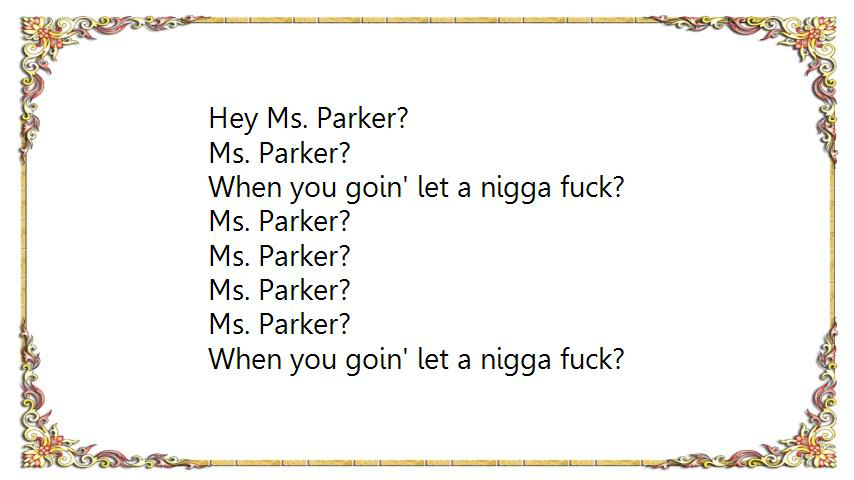 Hey Ms. Parker?
Ms. Parker?
When you goin' let a nigga fuck?
Ms. Parker?
Ms. Parker?
Ms. Parker?
Ms. Parker?
When you goin' let a nigga fuck?